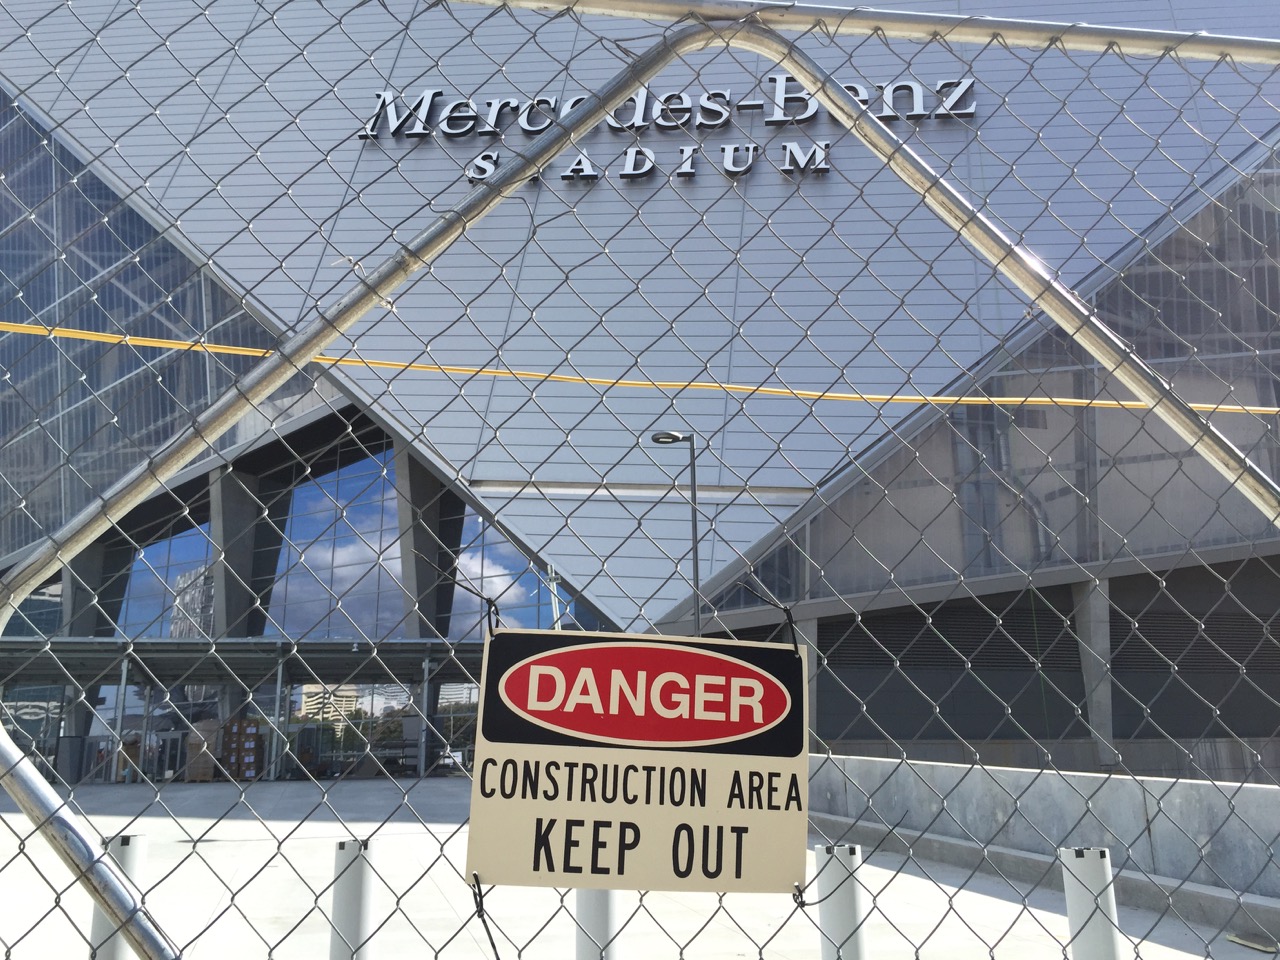 Mercedes-Benz
STADIUM
DANGER
CONSTRUCTION AREA
KEEP OUT